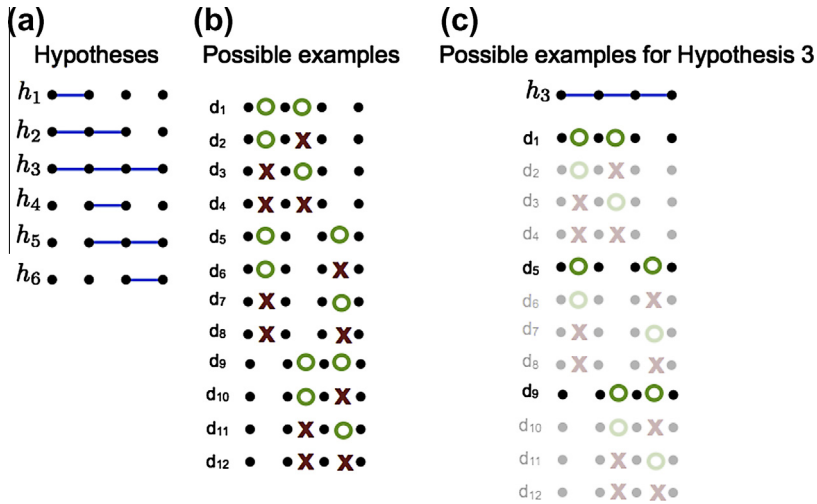 (a)
Hypotheses
h1
h2
h3
h4
h5
h6
(b)
Possible examples
d1
d2 X
d3 X
d4 X X
d5
d6 X
d7 X
d8 X X
d9
d10 X
d11 X
d12 X X
(c)
Possible examples for Hypothesis 3
h3
d1
d2 X
d3 X
d4 X X
d5
d6 X
d7 X
d8 X X
d9
d10 X
d11 X
d12 X X